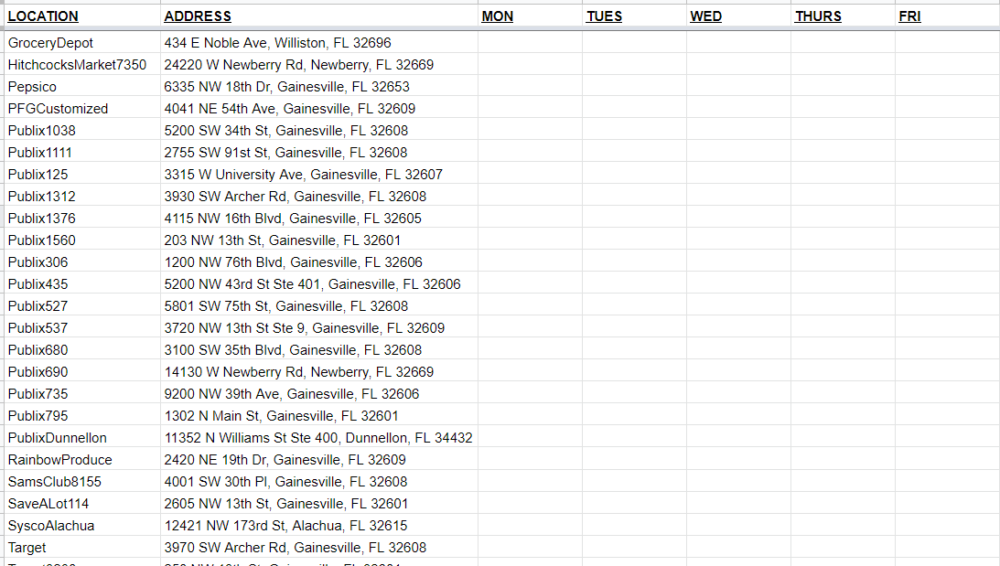 LOCATION ADDRESS MON TUES WED THURS FRI
GroceryDepot 434 E Noble Ave, Williston, FL 32696
HitchcocksMarket7350 24220 W Newberry Rd, Newberry, FL 32669
Pepsico 6335 NW 18th Dr, Gainesville, FL 32653
PFGCustomized 4041 NE 54th Ave, Gainesville, FL 32609
Publix1038 5200 SW 34th St, Gainesville, FL 32608
Publix1111 2755 SW 91st St, Gainesville, FL 32608
Publix125 3315 W University Ave, Gainesville, FL 32607
Publix1312 3930 SW Archer Rd, Gainesville, FL 32608
Publix1376 4115 NW 16th Blvd, Gainesville, FL 32605
Publix1560 203 NW 13th St, Gainesville, FL 32601
Publix306 1200 NW 76th Blvd, Gainesville, FL 32606
Publix435 5200 NW 43rd St Ste 401, Gainesville, FL 32606
Publix527 5801 SW 75th St, Gainesville, FL 32608
Publix537 3720 NW 13th St Ste 9, Gainesville, FL 32609
Publix680 3100 SW 35th Blvd, Gainesville, FL 32608
Publix690 14130 W Newberry Rd, Newberry, FL 32669
Publix735 9200 NW 39th Ave, Gainesville, FL 32606
Publix795 1302 N Main St, Gainesville, FL 32601
PublixDunnellon 11352 N Williams St Ste 400, Dunnellon, FL 34432
RainbowProduce 2420 NE 19th Dr, Gainesville, FL 32609
SamsClub8155 4001 SW 30th Pl, Gainesville, FL 32608
SaveALot114 2605 NW 13th St, Gainesville, FL 32601
SyscoAlachua 12421 NW 173rd St, Alachua, FL 32615
Target 3970 SW Archer Rd, Gainesville, FL 32608